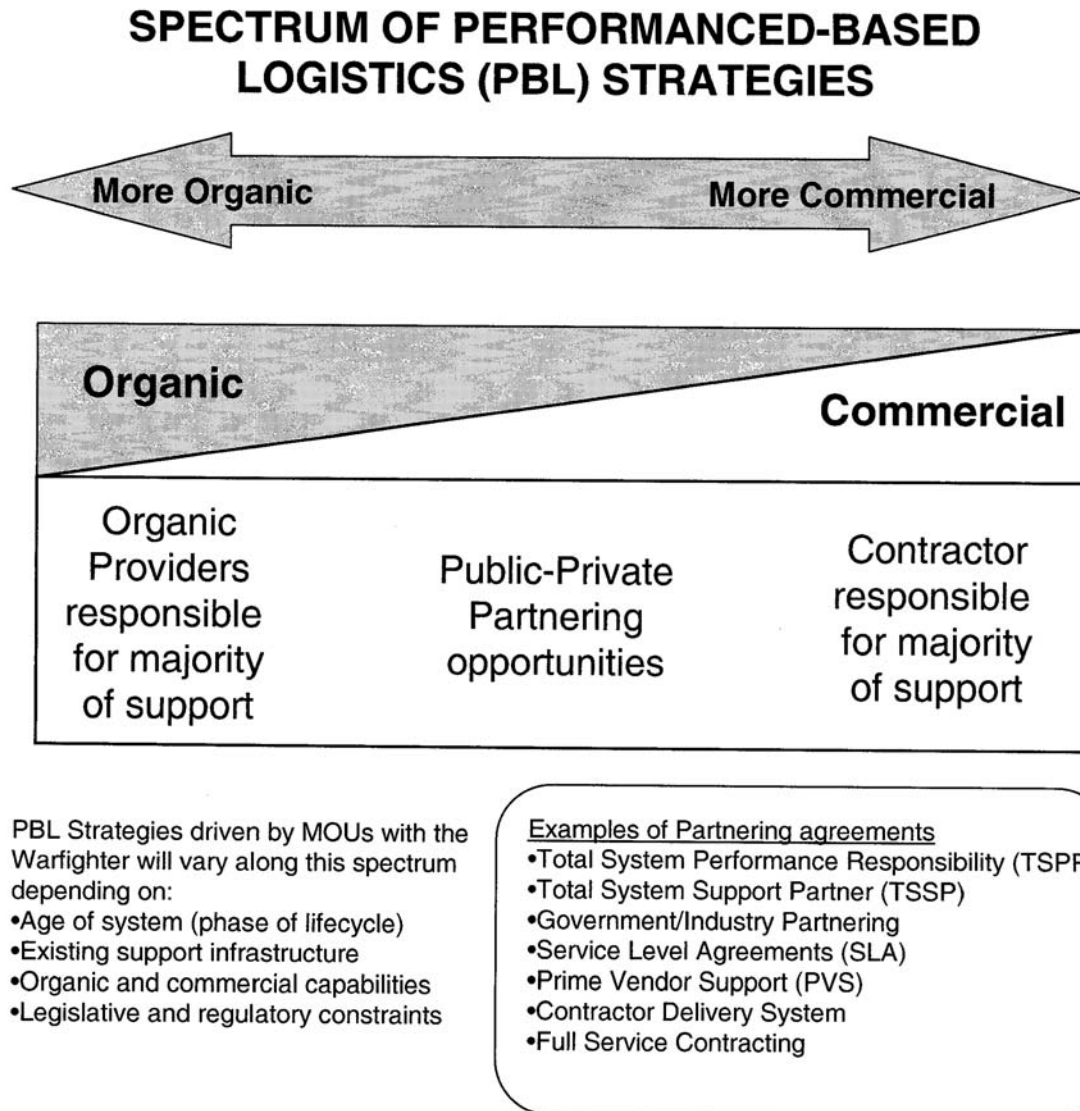 SPECTRUM OF PERFORMANCED-BASED
LOGISTICS (PBL) STRATEGIES
More Organic
More Commercial
Organic
Commercial
Organic
Providers
responsible
for majority
of support
Public-Private
Partnering
opportunities
Contractor
responsible
for majority
of support
PBL Strategies driven by MOUs with the
Warfighter will vary along this spectrum
depending on:
•Age of system (phase of lifecycle)
•Existing support infrastructure
•Organic and commercial capabilities
•Legislative and regulatory constraints
Examples of Partnering agreements
•Total System Performance Responsibility (TSPR
•Total System Support Partner (TSSP)
•Government/Industry Partnering
•Service Level Agreements (SLA)
•Prime Vendor Support (PVS)
•Contractor Delivery System
•Full Service Contracting